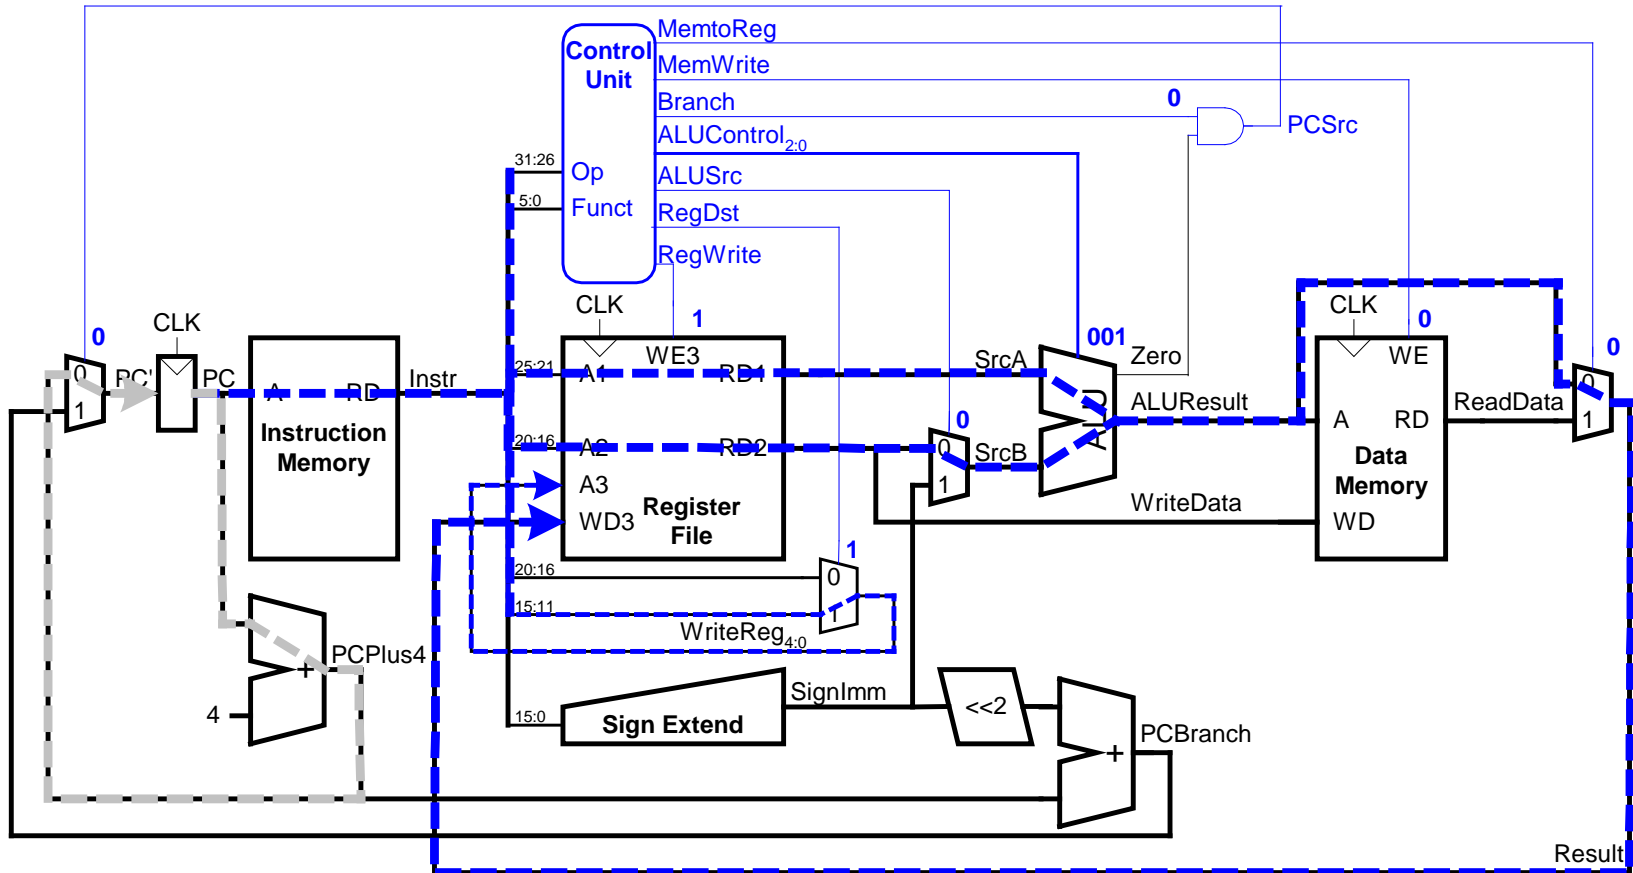 MemtoReg
Control
Unit
MemWrite
Branch
0
PCSrc
ALUControl2:0
31:26
Op
ALUSrc
5:0
Funct
RegDst
RegWrite
CLK
CLK
CLK
0
1
001
0
0
WE3
WE
0
PC'
PC
A
RD
Instr
25:21
A1
RD1
SrcA
Zero
0
1
ALU
ALUResult
A
RD
ReadData
0
1
Instruction
Memory
20:16
A2
RD2
0
0
1
SrcB
Data
Memory
A3
Register
File
WD3
WriteData
WD
1
20:16
0
1
15:11
WriteReg4:0
PCPlus4
+
4
SignImm
15:0
Sign Extend
<<2
+
PCBranch
Result